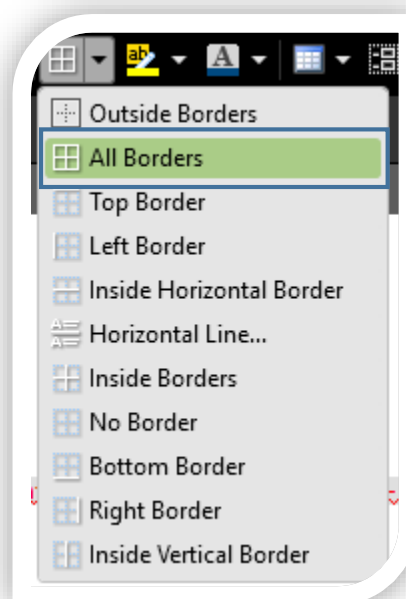 ab A
Outside Borders
All Borders
Top Border
Left Border
Inside Horizontal Border
Horizontal Line...
Inside Borders
No Border
Bottom Border
Right Border
Inside Vertical Border